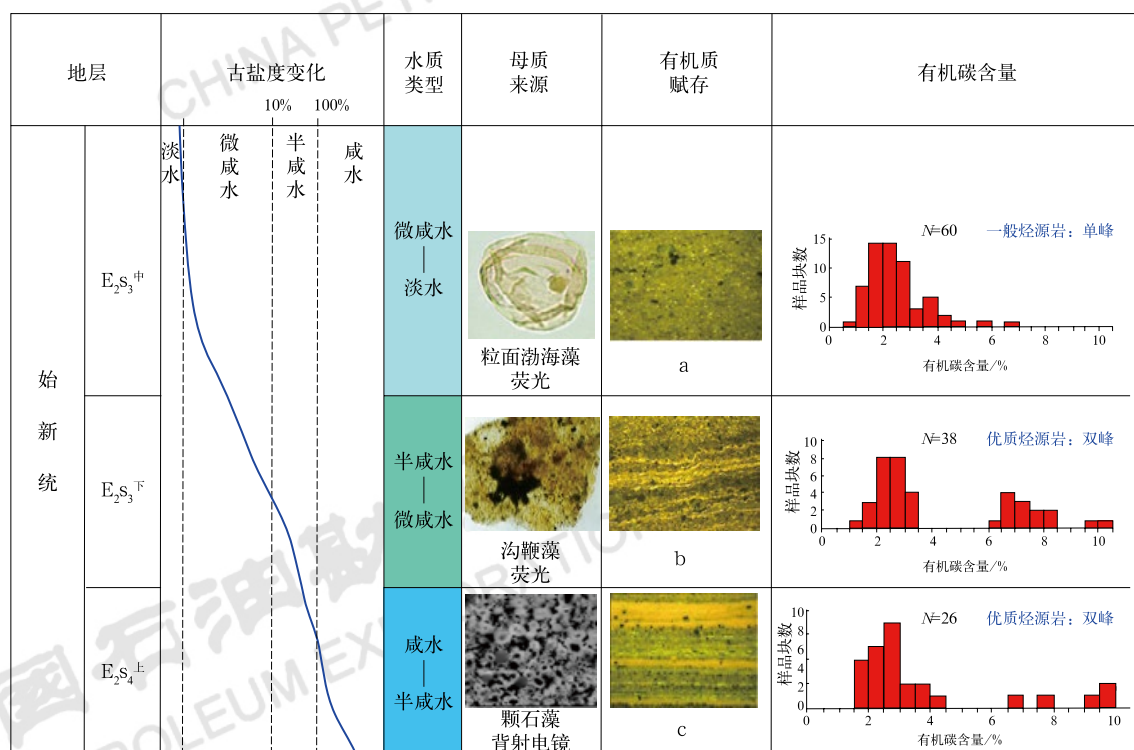 地层
古盐度变化
10%
100%
水质
类型
母质
来源
有机质
赋存
有机碳含量
淡水
微咸水
半咸水
咸水
始新统
E₂S₃中
微咸水
|
淡水
粒面渤海藻
荧光
a
N=60
一般烃源岩：单峰
样品块数
15
10
5
0
0 2 4 6 8 10
有机碳含量/%
E₂S₃下
半咸水
|
微咸水
沟鞭藻
荧光
b
N=38
优质烃源岩：双峰
样品块数
10
8
6
4
2
0
0 2 4 6 8 10
有机碳含量/%
E₂S₄上
咸水
|
半咸水
颗石藻
背射电镜
c
N=26
优质烃源岩：双峰
样品块数
10
8
6
4
2
0
0 2 4 6 8 10
有机碳含量/%
CHINA PE
石油
ROLEUM EXPLORATION